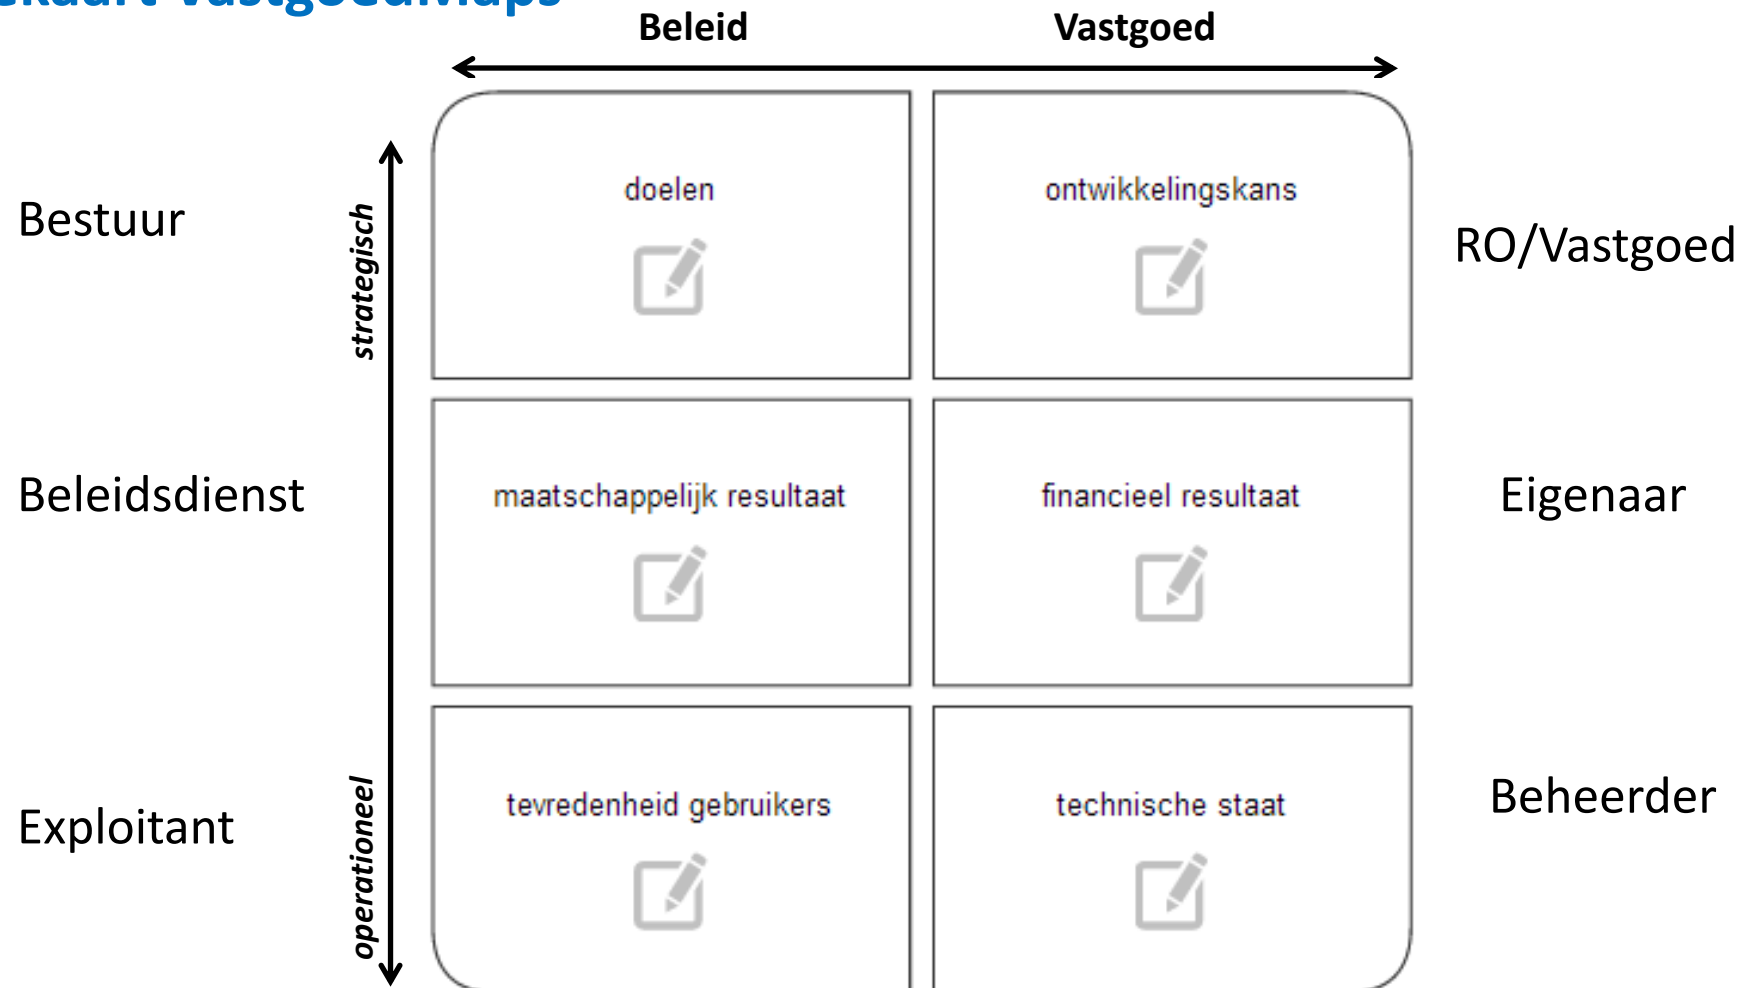 VastgoedMaps
Beleid Vastgoed
Bestuur
strategisch
doelen
ontwikkelingskans
RO/Vastgoed
Beleidsdienst
maatschappelijk resultaat
financieel resultaat
Eigenaar
Exploitant
operationeel
tevredenheid gebruikers
technische staat
Beheerder